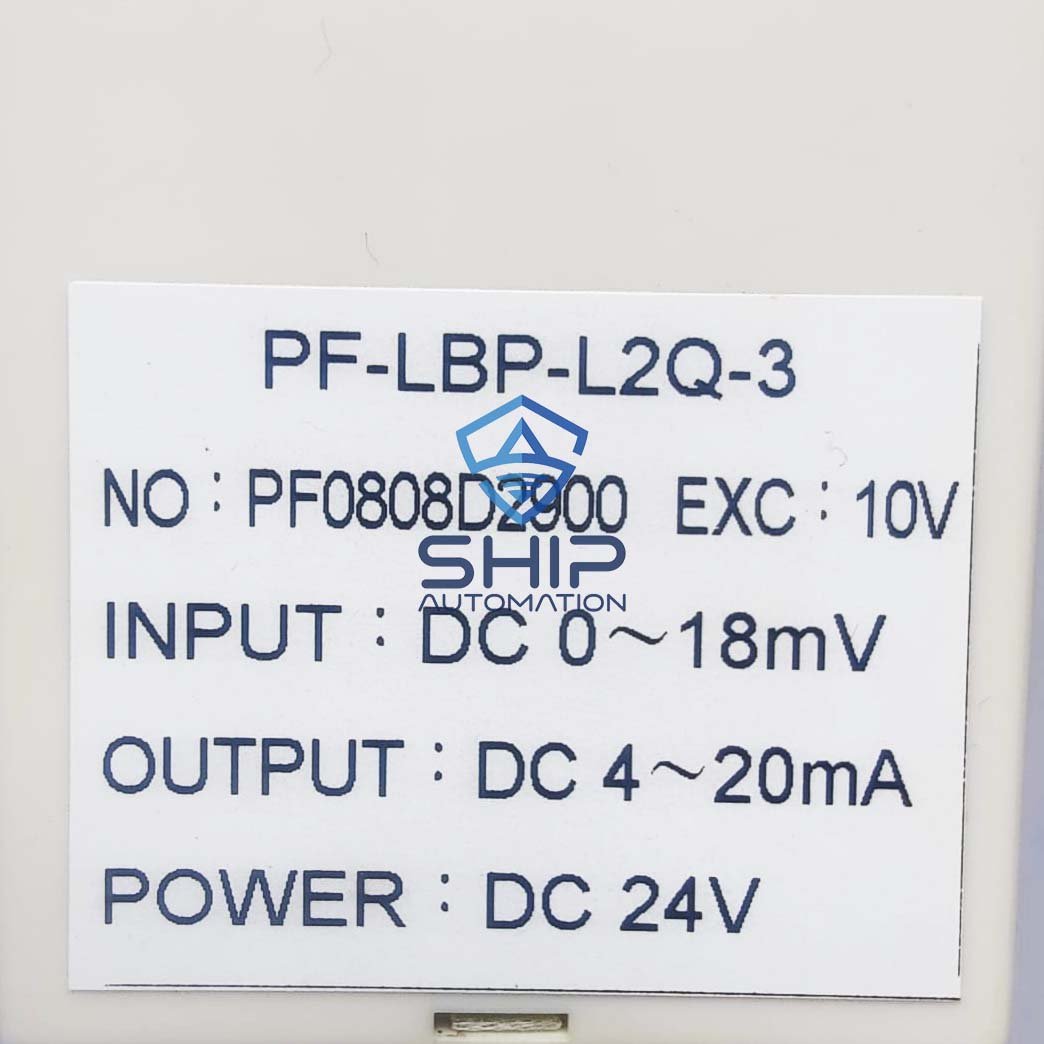 PF-LBP-L2Q-3
NO : PF0808D2900 EXC : 10V
SHIP
AUTOMATION
INPUT : DC 0~18mV
OUTPUT : DC 4~20mA
POWER : DC 24V